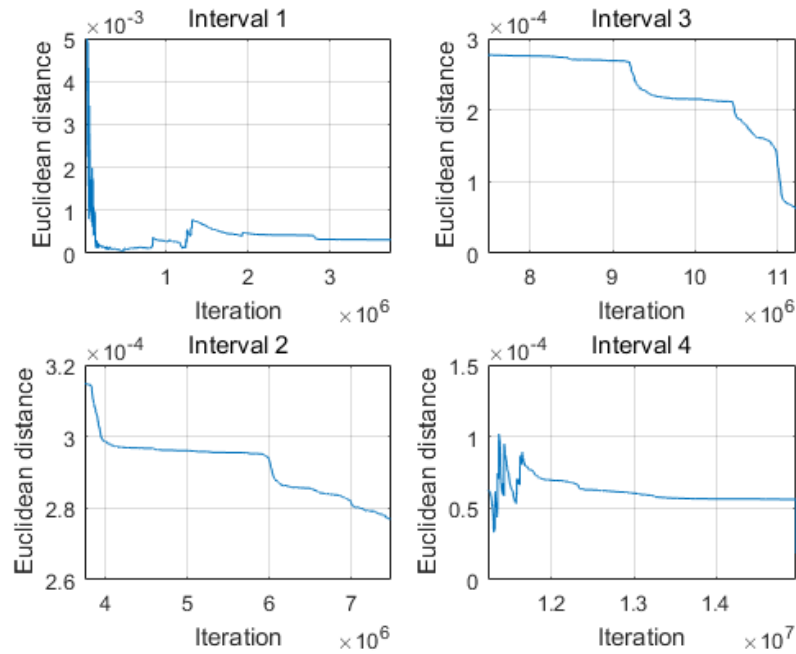 ×10⁻³ Interval 1
5
4
3
2
1
0
Euclidean distance
1 2 3
Iteration ×10⁶
×10⁻⁴ Interval 3
3
2
1
0
Euclidean distance
8 9 10 11
Iteration ×10⁶
×10⁻⁴ Interval 2
3.2
3
2.8
2.6
Euclidean distance
4 5 6 7
Iteration ×10⁶
×10⁻⁴ Interval 4
1.5
1
0.5
0
Euclidean distance
1.2 1.3 1.4
Iteration ×10⁷